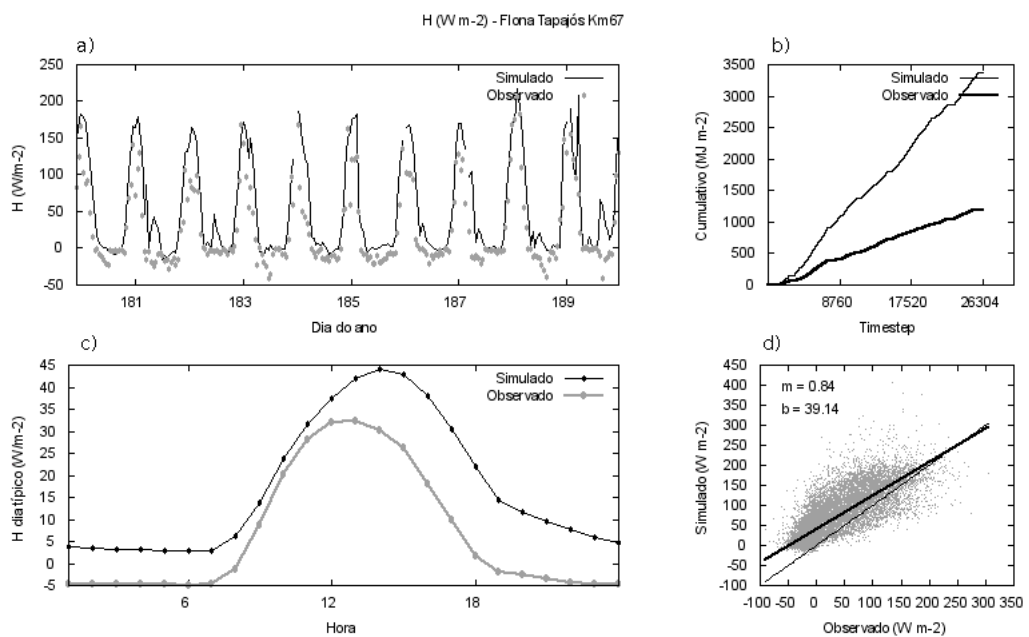 H (W m-2) - Flona Tapajós Km67
a)
250
200
150
100
50
0
-50
H (W/m-2)
Simulado
Observado
181
183
185
187
189
Dia do ano
b)
3500
3000
2500
2000
1500
1000
500
0
Cumulativo (MJ m-2)
Simulado
Observado
8760
17520
26304
Timestep
c)
45
40
35
30
25
20
15
10
5
0
-5
H dia típico (W/m-2)
Simulado
Observado
6
12
18
Hora
d)
450
400
350
300
250
200
150
100
50
0
-50
-100
Simulado (W m-2)
m = 0.84
b = 39.14
-100
-50
0
50
100
150
200
250
300
350
Observado (W m-2)